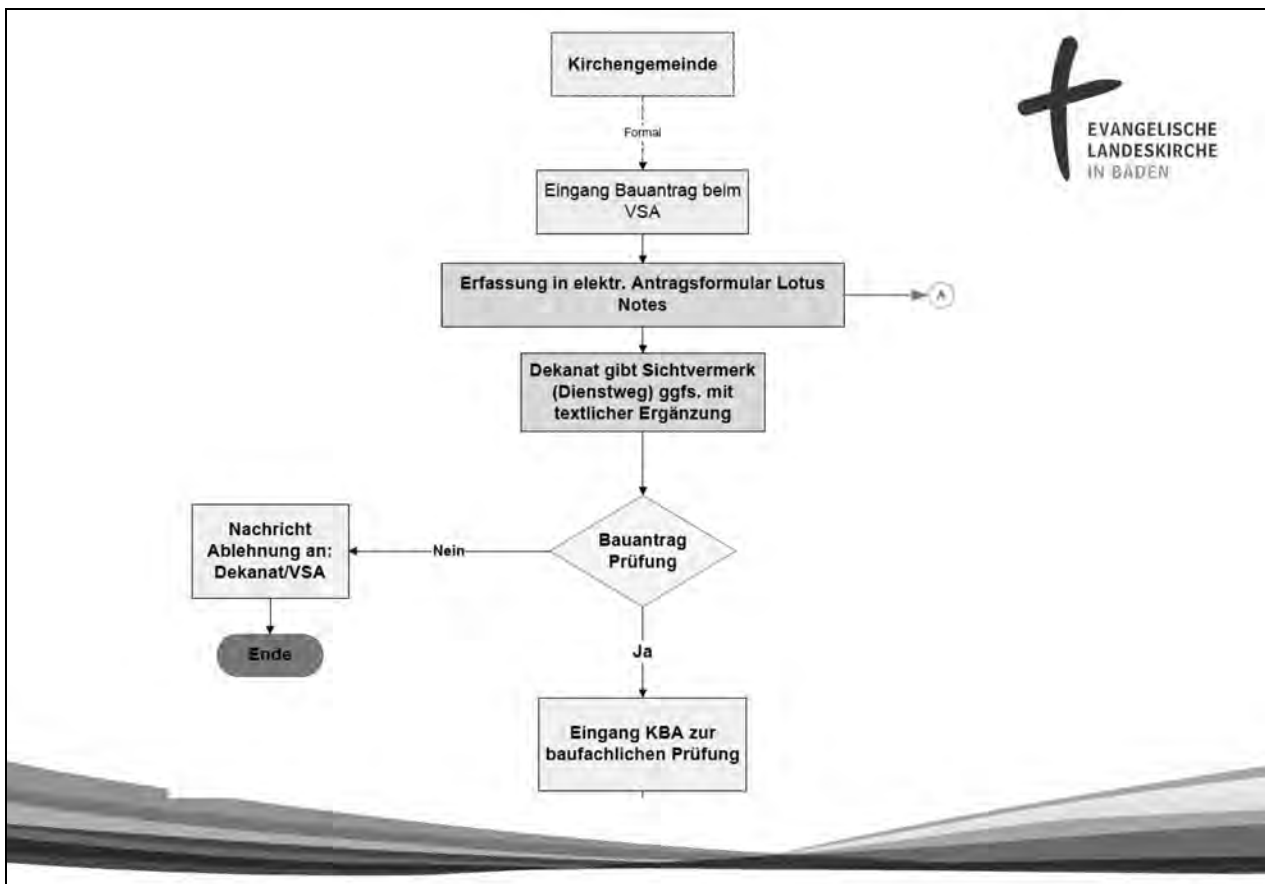 Kirchengemeinde
EVANGELISCHE
LANDESKIRCHE
IN BADEN
Formal
Eingang Bauantrag beim
VSA
Erfassung in elektr. Antragsformular Lotus
Notes
A
Dekanat gibt Sichtvermerk
(Dienstweg) ggfs. mit
textlicher Ergänzung
Bauantrag
Prüfung
Nein
Nachricht
Ablehnung an:
Dekanat/VSA
Ende
Ja
Eingang KBA zur
baufachlichen Prüfung